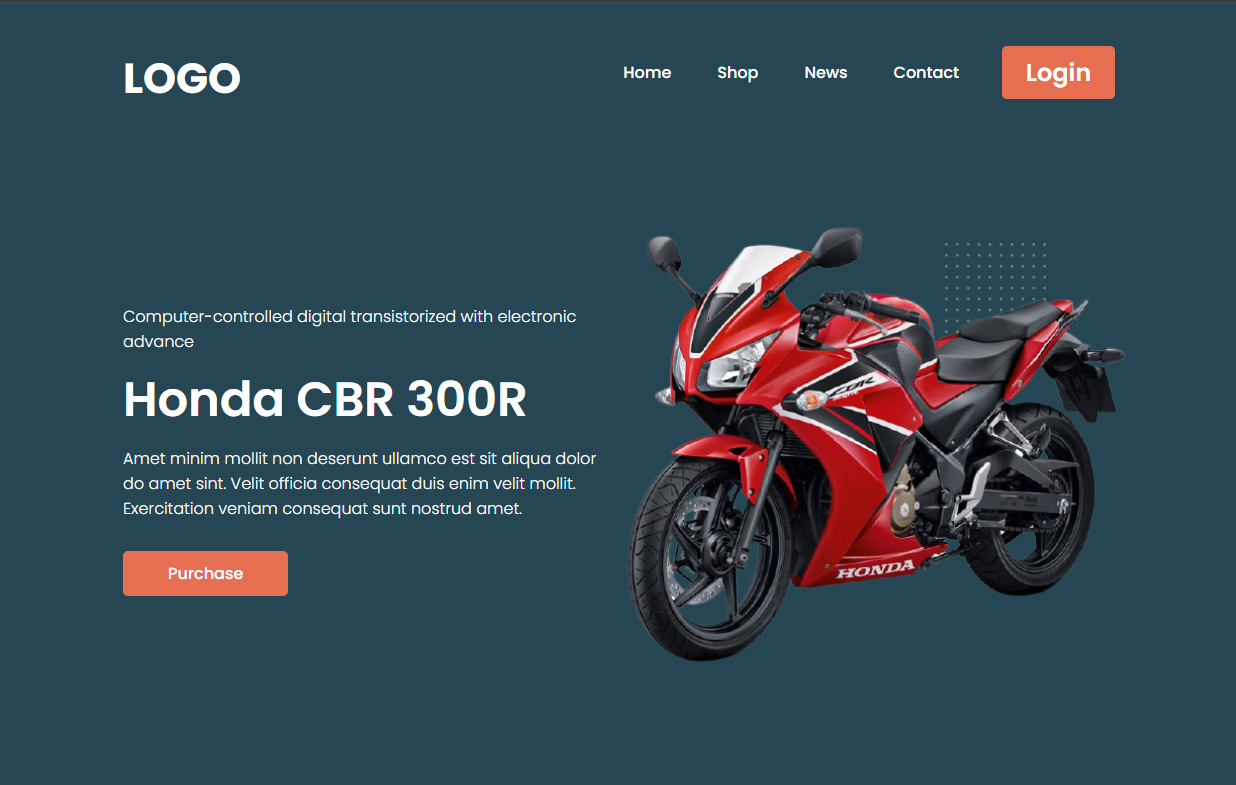 LOGO
Home Shop News Contact Login
Computer-controlled digital transistorized with electronic
advance
Honda CBR 300R
Amet minim mollit non deserunt ullamco est sit aliqua dolor
do amet sint. Velit officia consequat duis enim velit mollit.
Exercitation veniam consequat sunt nostrud amet.
Purchase
CBR
HONDA